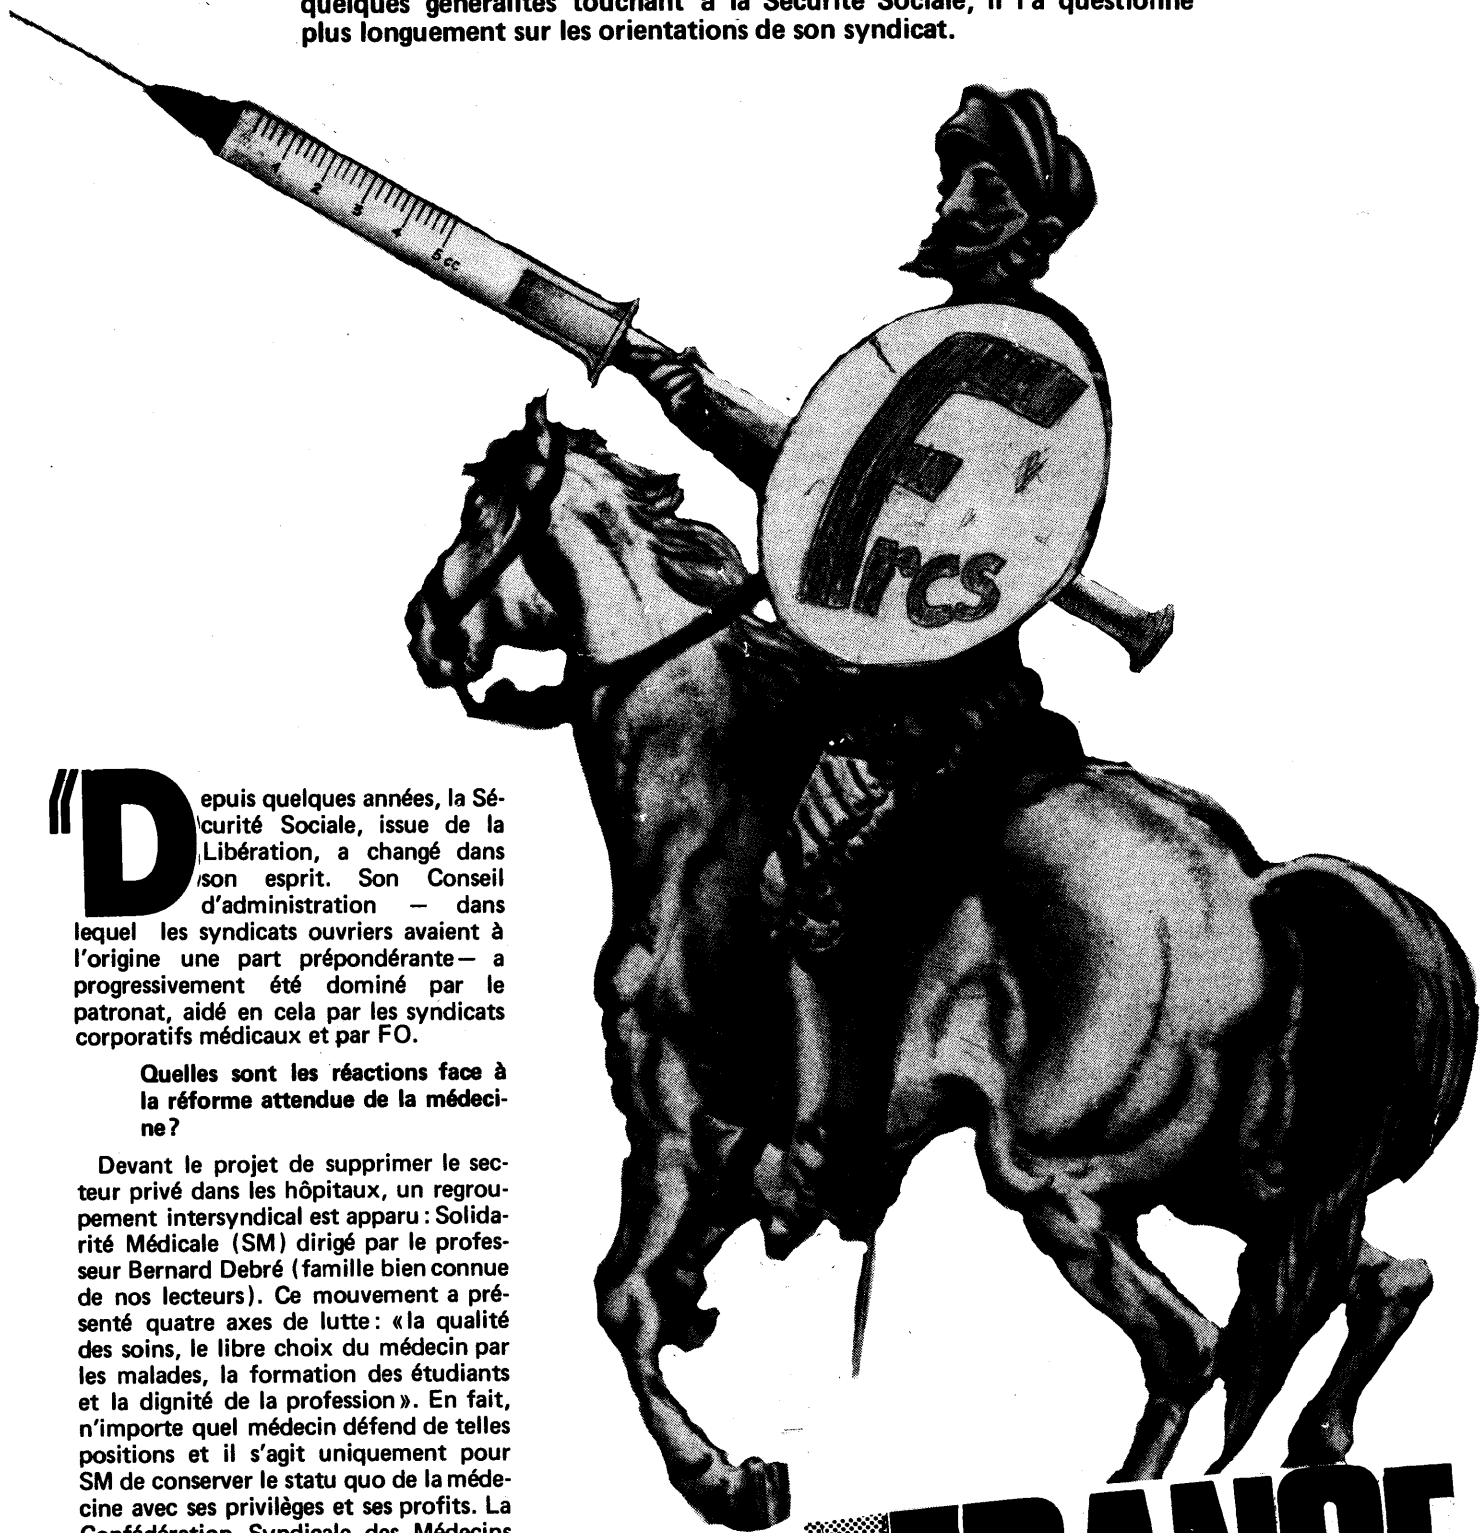 quelques généralités touchant à la Sécurité Sociale, il l'a questionné
plus longuement sur les orientations de son syndicat.
1
2
3
4
5 cc
F
rcs
"Depuis quelques années, la Sé-
curité Sociale, issue de la
Libération, a changé dans
son esprit. Son Conseil
d'administration — dans
lequel les syndicats ouvriers avaient à
l'origine une part prépondérante— a
progressivement été dominé par le
patronat, aidé en cela par les syndicats
corporatifs médicaux et par FO.
Quelles sont les réactions face à
la réforme attendue de la médeci-
ne?
Devant le projet de supprimer le sec-
teur privé dans les hôpitaux, un regrou-
pement intersyndical est apparu : Solida-
rité Médicale (SM) dirigé par le profes-
seur Bernard Debré (famille bien connue
de nos lecteurs). Ce mouvement a pré-
senté quatre axes de lutte : «la qualité
des soins, le libre choix du médecin par
les malades, la formation des étudiants
et la dignité de la profession». En fait,
n'importe quel médecin défend de telles
positions et il s'agit uniquement pour
SM de conserver le statu quo de la méde-
cine avec ses privilèges et ses profits. La
Confédération Syndicale des Médecins
FRANCE